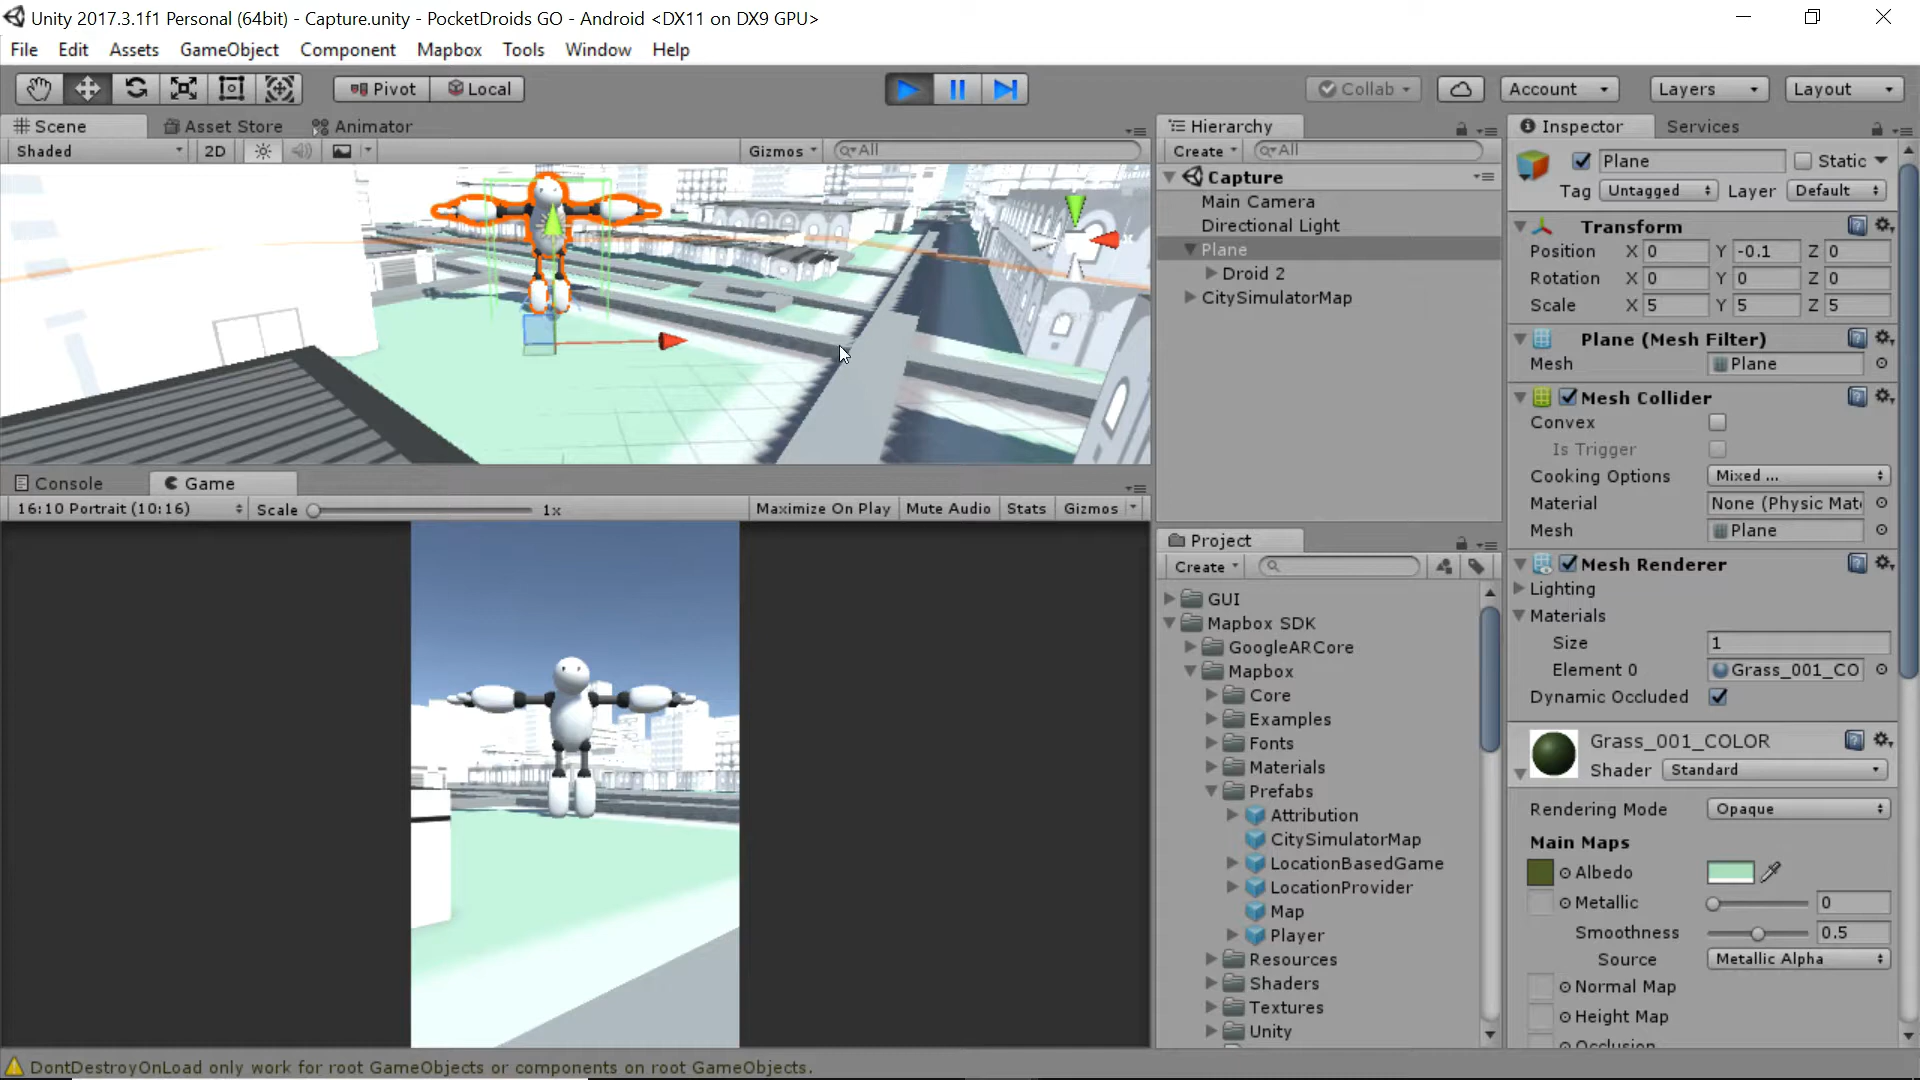 Unity 2017.3.1f1 Personal (64bit) - Capture.unity - PocketDroids GO - Android <DX11 on DX9 GPU>
File Edit Assets GameObject Component Mapbox Tools Window Help
Pivot Local Collab Account Layers Layout
Scene Asset Store Animator
Shaded 2D Gizmos All
Hierarchy
Create All
Capture
Main Camera
Directional Light
Plane
Droid 2
CitySimulatorMap
Console Game
16:10 Portrait (10:16) Scale 1x Maximize On Play Mute Audio Stats Gizmos
Project
Create
GUI
Mapbox SDK
GoogleARCore
Mapbox
Core
Examples
Fonts
Materials
Prefabs
Attribution
CitySimulatorMap
LocationBasedGame
LocationProvider
Map
Player
Resources
Shaders
Textures
Unity
Inspector Services
Plane Static
Tag Untagged Layer Default
Transform
Position X 0 Y -0.1 Z 0
Rotation X 0 Y 0 Z 0
Scale X 5 Y 5 Z 5
Plane (Mesh Filter)
Mesh Plane
Mesh Collider
Convex
Is Trigger
Cooking Options Mixed ...
Material None (Physic Mat
Mesh Plane
Mesh Renderer
Lighting
Materials
Size 1
Element 0 Grass_001_CO
Dynamic Occluded
Grass_001_COLOR
Shader Standard
Rendering Mode Opaque
Main Maps
Albedo
Metallic 0
Smoothness 0.5
Source Metallic Alpha
Normal Map
Height Map
Occlusion
DontDestroyOnLoad only work for root GameObjects or components on root GameObjects.